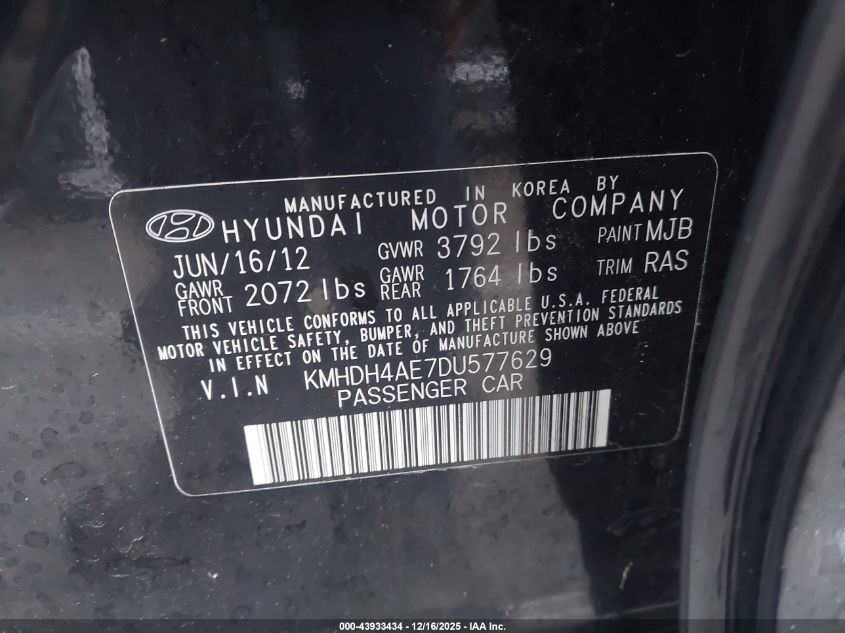 MANUFACTURED IN KOREA BY
HYUNDAI MOTOR COMPANY
JUN/16/12 GVWR 3792 lbs PAINT MJB
GAWR FRONT 2072 lbs GAWR REAR 1764 lbs TRIM RAS
THIS VEHICLE CONFORMS TO ALL APPLICABLE U.S.A. FEDERAL
MOTOR VEHICLE SAFETY, BUMPER, AND THEFT PREVENTION STANDARDS
IN EFFECT ON THE DATE OF MANUFACTURE SHOWN ABOVE
V.I.N KMHDH4AE7DU577629
PASSENGER CAR
000-43933434 - 12/16/2025 - IAA Inc.